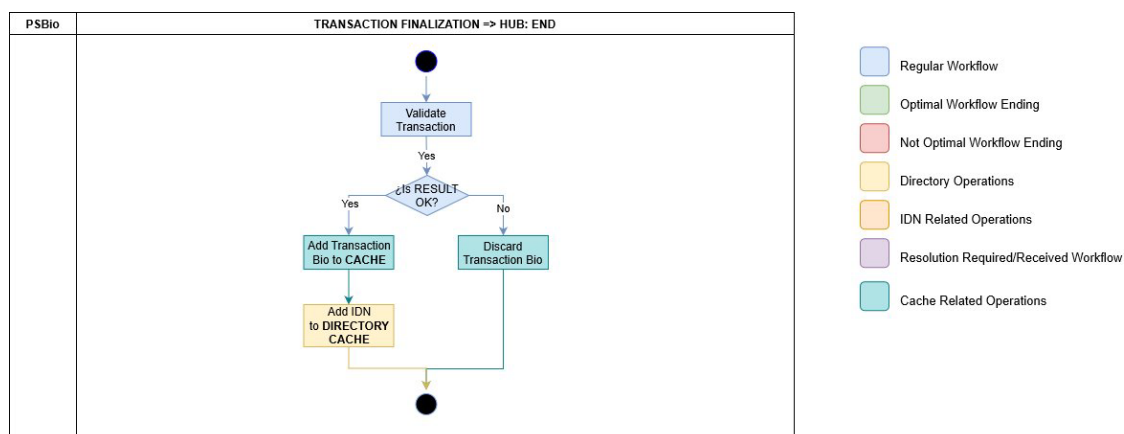 PSBio
TRANSACTION FINALIZATION => HUB: END
Validate
Transaction
Yes
¿Is RESULT
OK?
Yes
No
Add Transaction
Bio to CACHE
Discard
Transaction Bio
Add IDN
to DIRECTORY
CACHE
Regular Workflow
Optimal Workflow Ending
Not Optimal Workflow Ending
Directory Operations
IDN Related Operations
Resolution Required/Received Workflow
Cache Related Operations